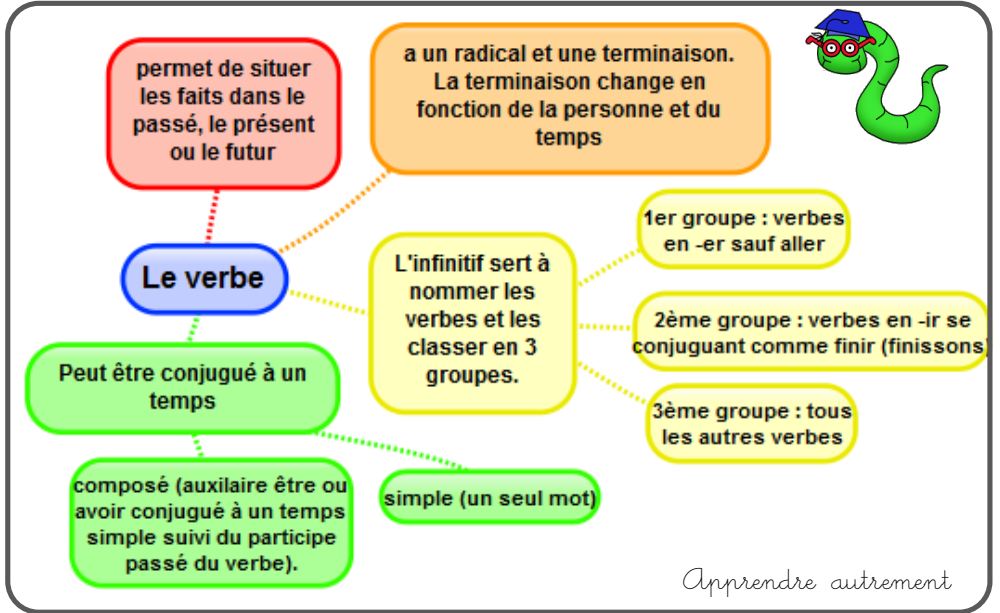 permet de situer
les faits dans le
passé, le présent
ou le futur
a un radical et une terminaison.
La terminaison change en
fonction de la personne et du
temps
Le verbe
L'infinitif sert à
nommer les
verbes et les
classer en 3
groupes.
1er groupe : verbes
en -er sauf aller
2ème groupe : verbes en -ir se
conjuguant comme finir (finissons)
3ème groupe : tous
les autres verbes
Peut être conjugué à un
temps
composé (auxilaire être ou
avoir conjugué à un temps
simple suivi du participe
passé du verbe).
simple (un seul mot)
Apprendre autrement